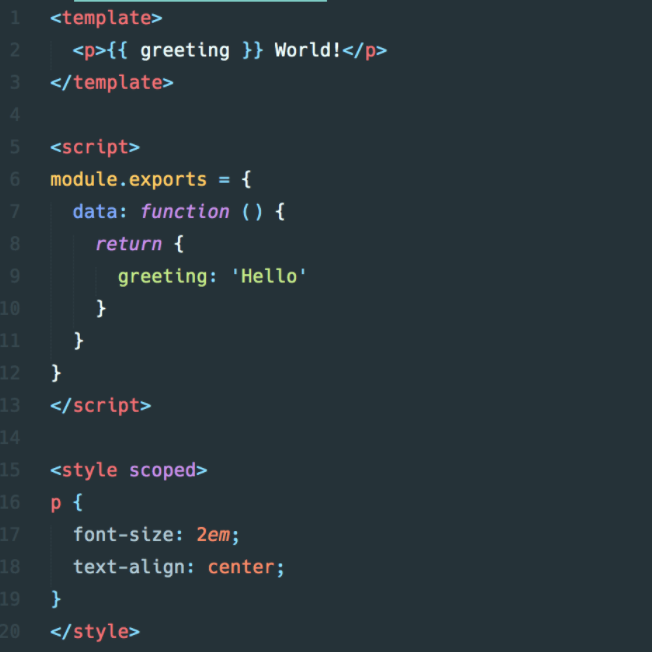 1 <template>
2   <p>{{ greeting }} World!</p>
3 </template>
4
5 <script>
6 module.exports = {
7   data: function () {
8     return {
9       greeting: 'Hello'
10     }
11   }
12 }
13 </script>
14
15 <style scoped>
16 p {
17   font-size: 2em;
18   text-align: center;
19 }
20 </style>